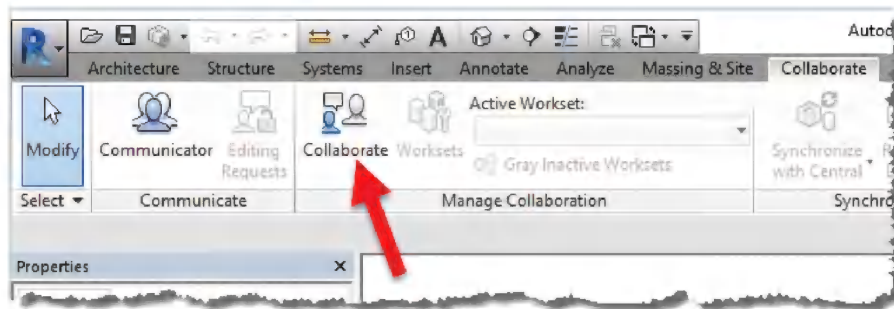 R
A
Autod
Architecture Structure Systems Insert Annotate Analyze Massing & Site Collaborate
Modify Communicator Editing Requests Collaborate Worksets Active Workset:
Gray Inactive Worksets
Synchronize with Central
Select Communicate Manage Collaboration Synchro
Properties